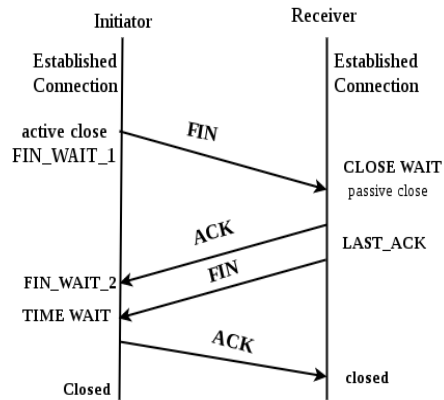 Initiator
Receiver
Established
Connection
Established
Connection
active close
FIN_WAIT_1
FIN
CLOSE WAIT
passive close
ACK
LAST_ACK
FIN
FIN_WAIT_2
TIME WAIT
ACK
closed
Closed